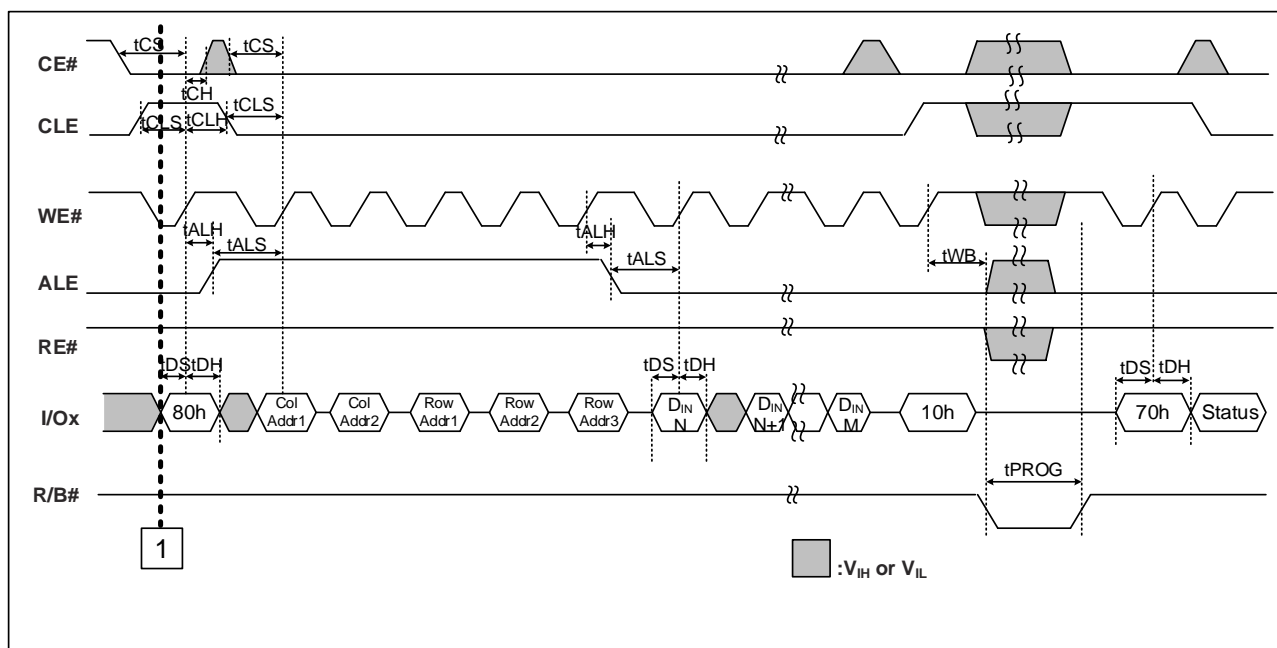 tCS
tCS
CE#
tCH
tCLS
CLE
tCLS
tCLH
WE#
tALH
tALS
tALH
tALS
tWB
ALE
RE#
tDS
tDH
tDS
tDH
tDS
tDH
I/Ox
80h
Col
Addr1
Col
Addr2
Row
Addr1
Row
Addr2
Row
Addr3
DIN
N
DIN
N+1
DIN
M
10h
70h
Status
tPROG
R/B#
1
:VIH or VIL